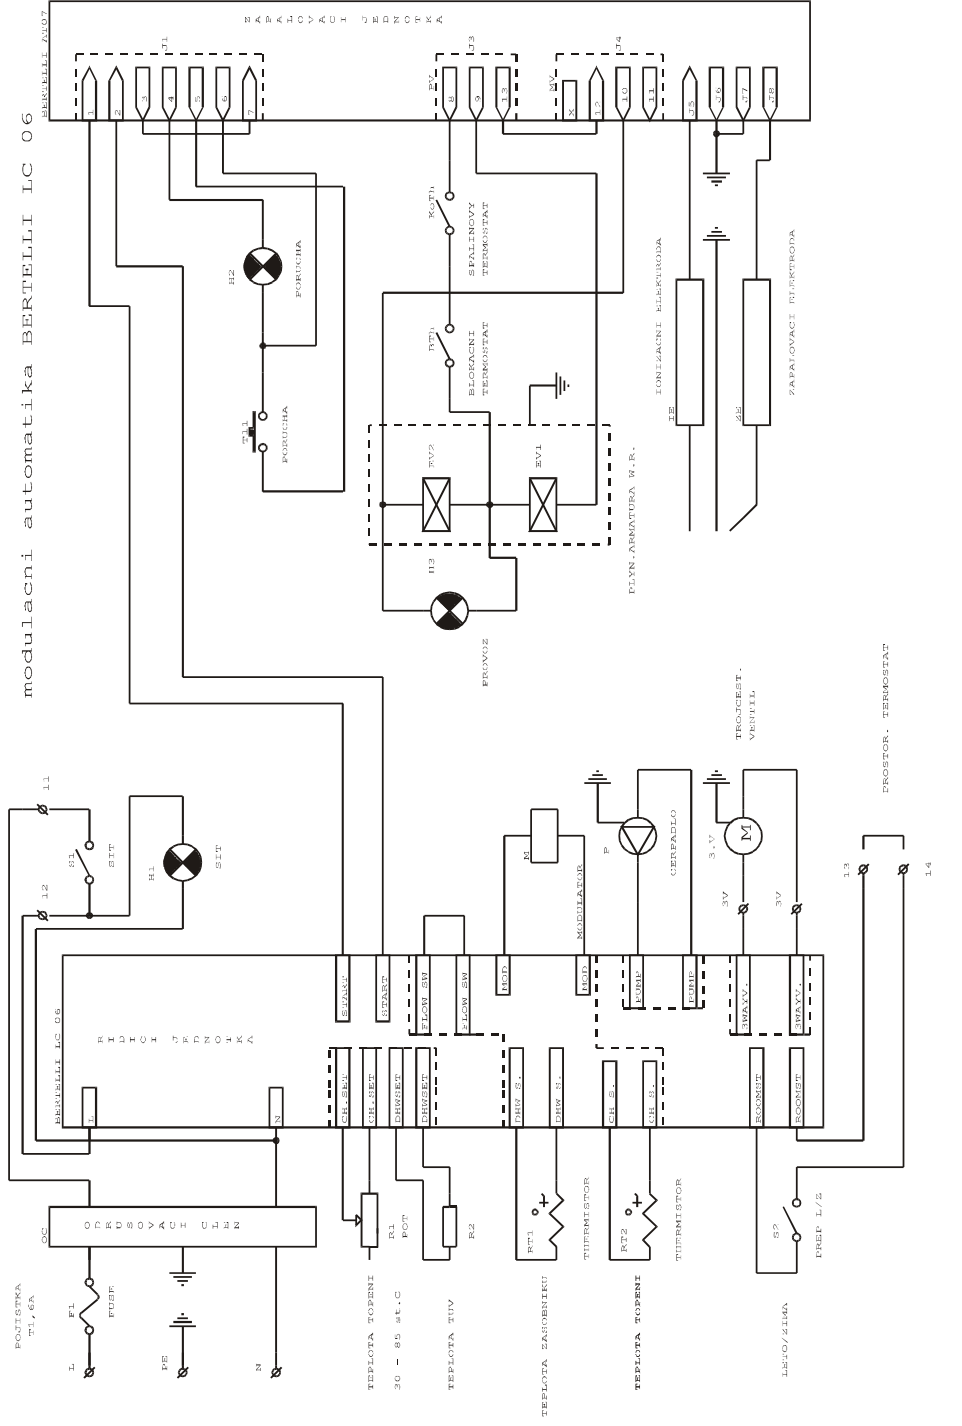 modulacni automatika BERTELLI LC 06
BERTELLI AT07
ZAPALOVACI JEDNOTKA
J1
J3
J4
PV
MV
1
2
3
4
5
6
7
8
9
13
X
12
10
11
J5
J6
J7
J8
H2
PORUCHA
T11
PORUCHA
KoTh
SPALINOVY
TERMOSTAT
BTh
BLOKACNI
TERMOSTAT
EV2
EV1
H3
PROVOZ
PLYN.ARMATURA W.R.
IONIZACNI ELEKTRODA
IE
ZAPALOVACI ELEKTRODA
ZE
11
12
S1
SIT
H1
SIT
M
MODULATOR
P
CERPADLO
3.V
M
TROJCEST.
VENTIL
3V
3V
PROSTOR. TERMOSTAT
13
14
BERTELLI LC 06
RIDICI JEDNOTKA
L
N
START
START
FLOW SW
FLOW SW
MOD
MOD
PUMP
PUMP
3WAYV.
3WAYV.
CH.SET
CH.SET
DHWSET
DHWSET
DHW S.
DHW S.
CH S.
CH S.
ROOMST
ROOMST
OC
ODRUSOVACI CLEN
R1
POT
R2
RT1
+
THERMISTOR
RT2
+
THERMISTOR
S2
PREP L/Z
POJISTKA
T1,6A
F1
FUSE
L
PE
N
TEPLOTA TOPENI
30 - 85 st.C
TEPLOTA TUV
TEPLOTA ZASOBNIKU
TEPLOTA TOPENI
LETO/ZIMA